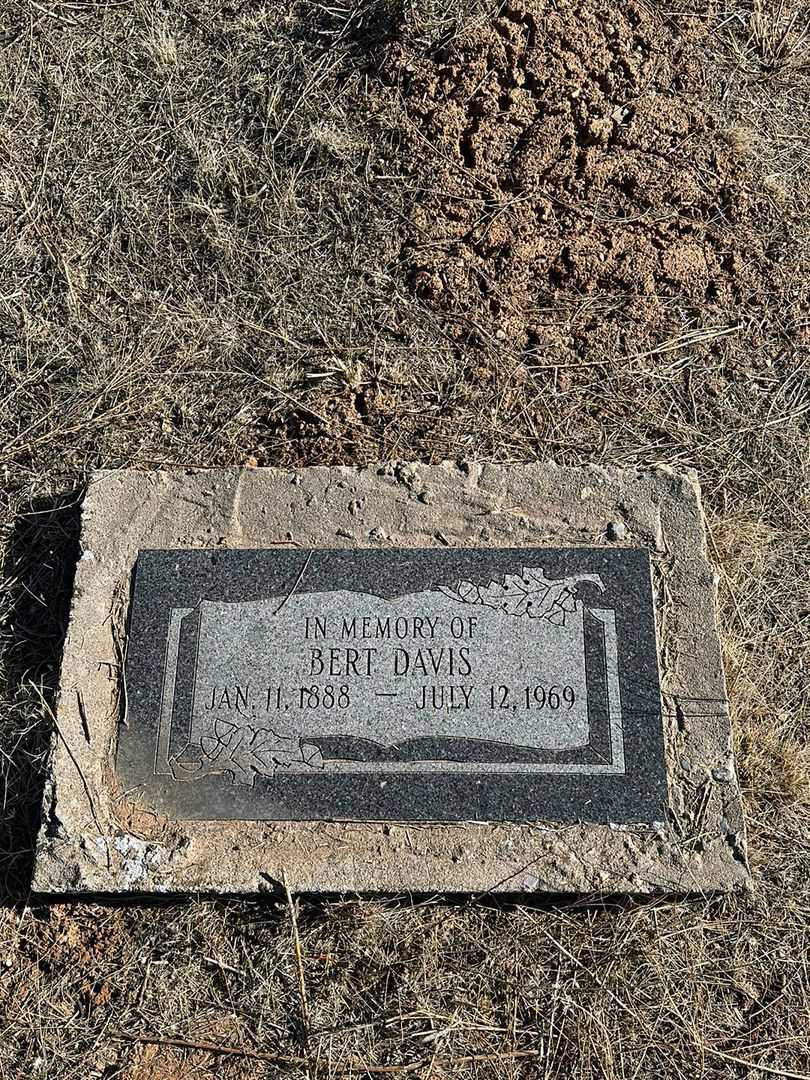 IN MEMORY OF
BERT DAVIS
JAN. 11, 1888 — JULY 12, 1969